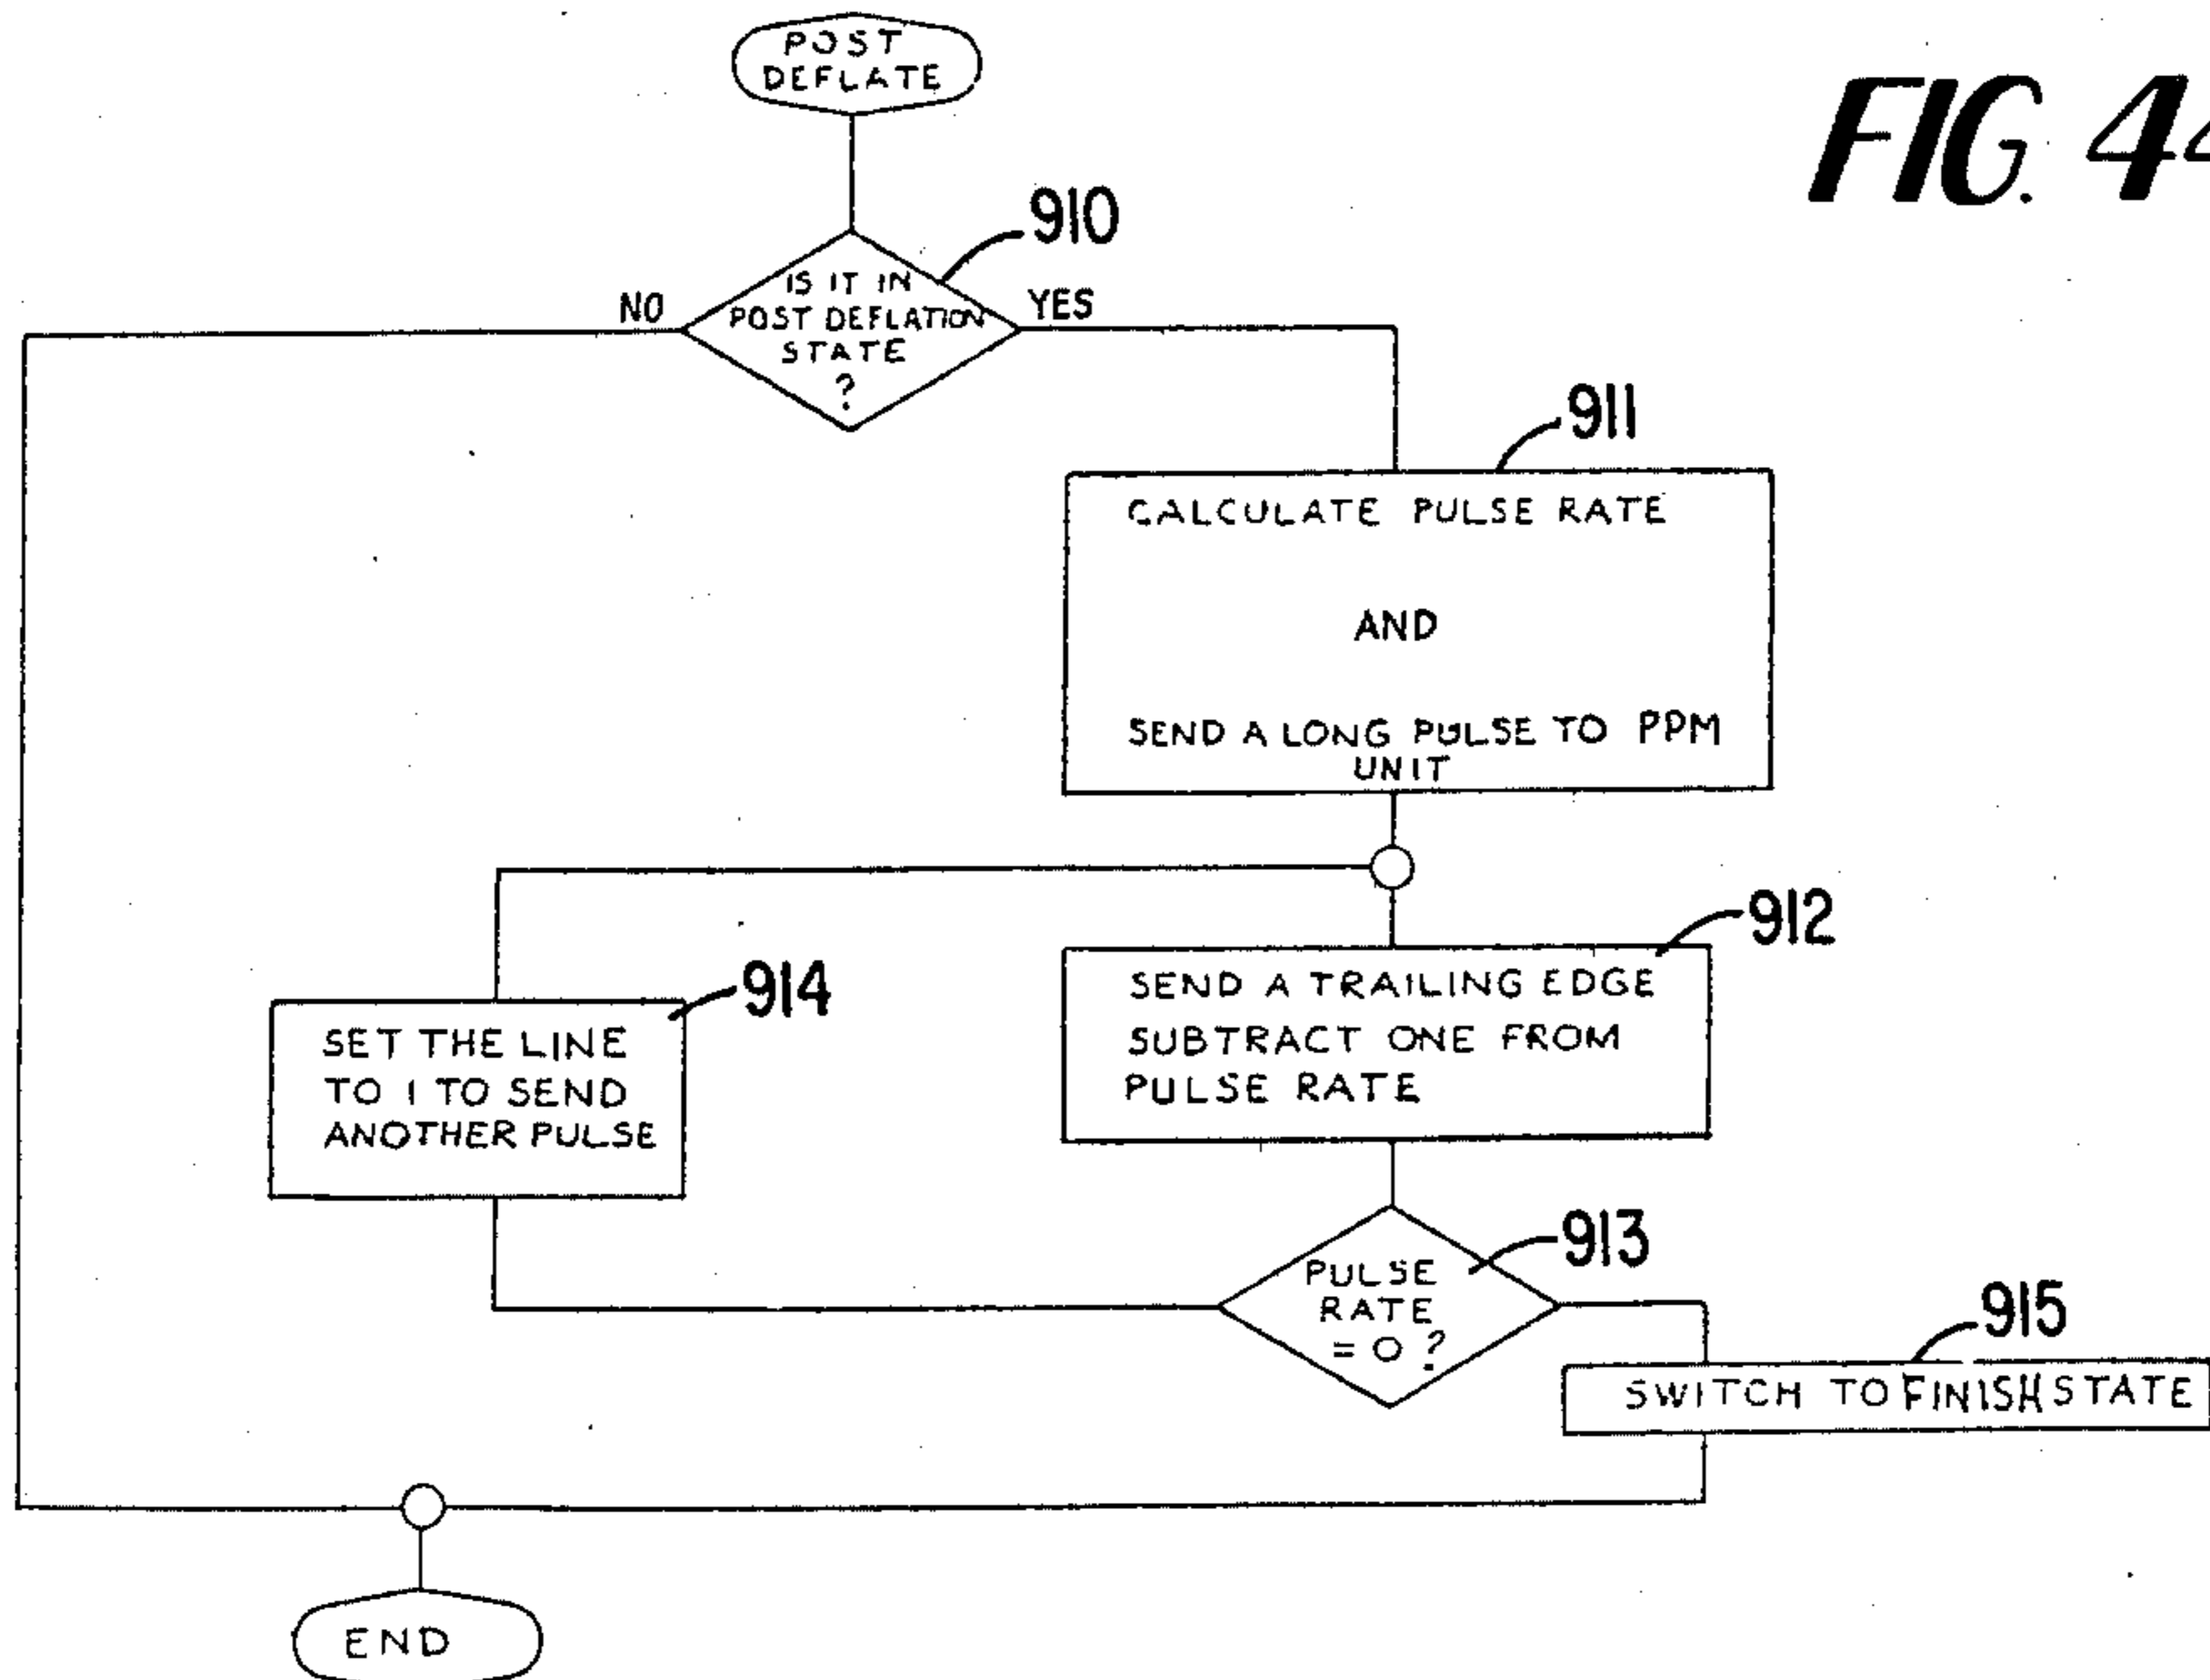 POST
DEFLATE
FIG. 44
910
IS IT IN
POST DEFLATION
STATE
?
NO
YES
911
CALCULATE PULSE RATE
AND
SEND A LONG PULSE TO PPM
UNIT
912
SEND A TRAILING EDGE
SUBTRACT ONE FROM
PULSE RATE
914
SET THE LINE
TO 1 TO SEND
ANOTHER PULSE
913
PULSE
RATE
= 0 ?
915
SWITCH TO FINISH STATE
END